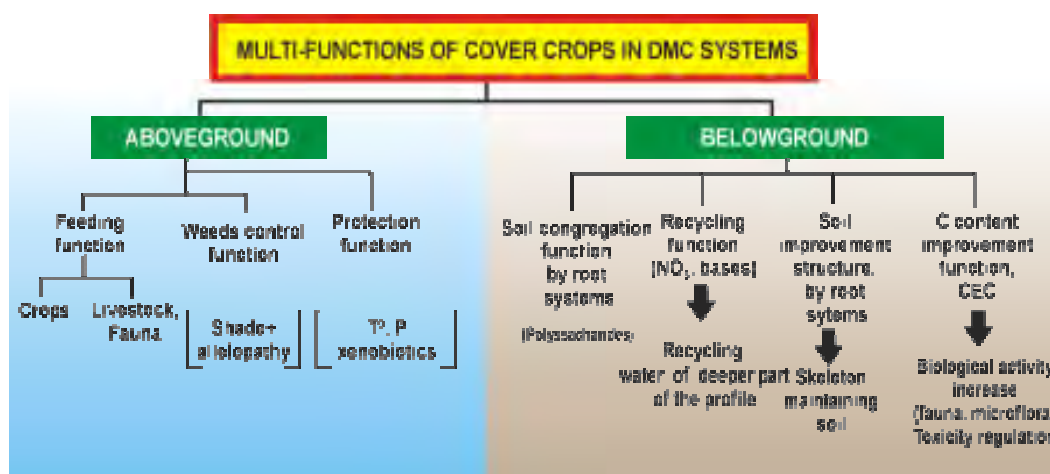 MULTI-FUNCTIONS OF COVER CROPS IN DMC SYSTEMS
ABOVEGROUND
Feeding
function
Crops
Livestock,
Fauna
Weeds control
function
Shade+
allelopathy
Protection
function
T°, P
xenobiotics
BELOWGROUND
Soil congregation
function
by root
systems
(Polyssachandes)
Recycling
function
(NO3, bases)
Recycling
water of deeper part
of the profile
Soil
improvement
structure,
by root
sytems
Skeleton
maintaining
soil
C content
improvement
function,
CEC
Biological activity
increase
(fauna, microflora
Toxicity regulation